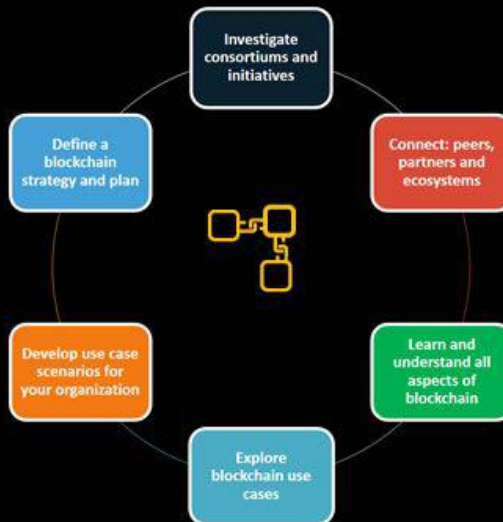 Investigate
consortiums and
initiatives
Connect: peers,
partners and
ecosystems
Learn and
understand all
aspects of
blockchain
Explore
blockchain use
cases
Develop use case
scenarios for
your organization
Define a
blockchain
strategy and plan